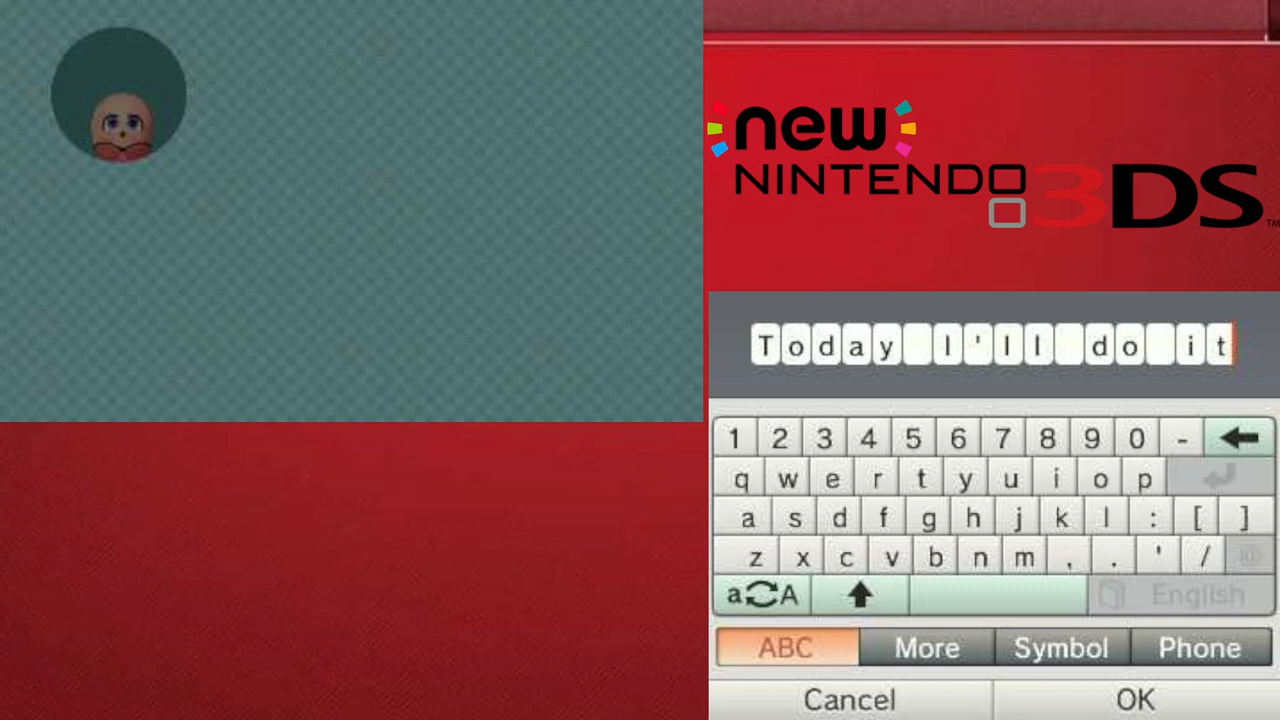 new
NINTENDO 3DS
TM
Today I'll do it
1 2 3 4 5 6 7 8 9 0 -
q w e r t y u i o p
a s d f g h j k l : [ ]
z x c v b n m , . ' /
a A English
ABC More Symbol Phone
Cancel OK